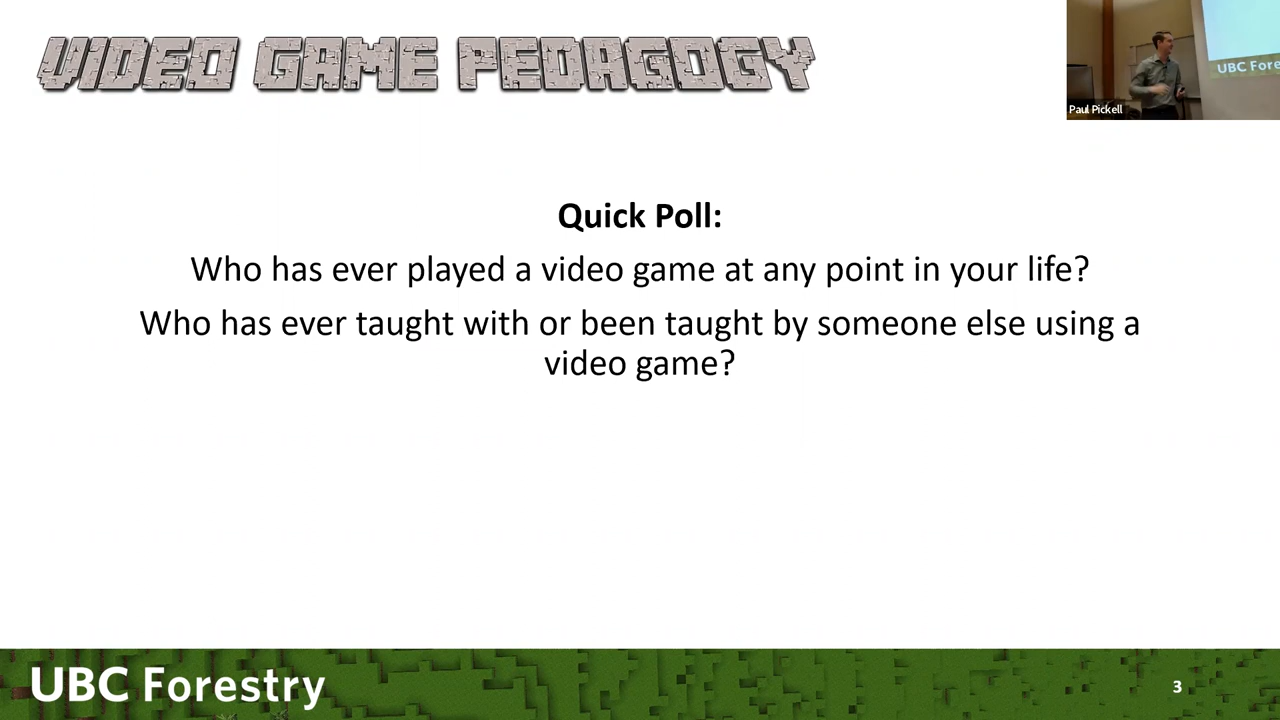 VIDEO GAME PEDAGOGY
UBC Fore
Paul Pickell
Quick Poll:
Who has ever played a video game at any point in your life?
Who has ever taught with or been taught by someone else using a
video game?
UBC Forestry
3